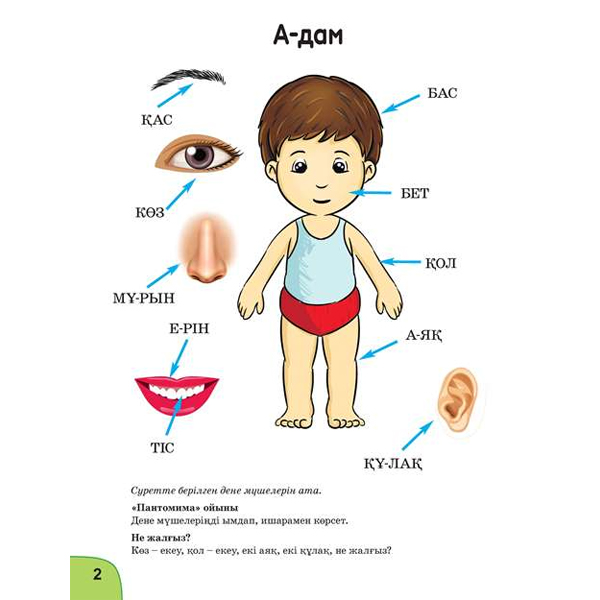 А-дам
ҚАС
БАС
КӨЗ
БЕТ
МҰ-РЫН
ҚОЛ
Е-РІН
А-ЯҚ
ТІС
ҚҰ-ЛАҚ
Суретте берілген дене мүшелерін ата.
«Пантомима» ойыны
Дене мүшелеріңді ымдап, ишарамен көрсет.
Не жалғыз?
Көз – екеу, қол – екеу, екі аяқ, екі құлақ, не жалғыз?
2